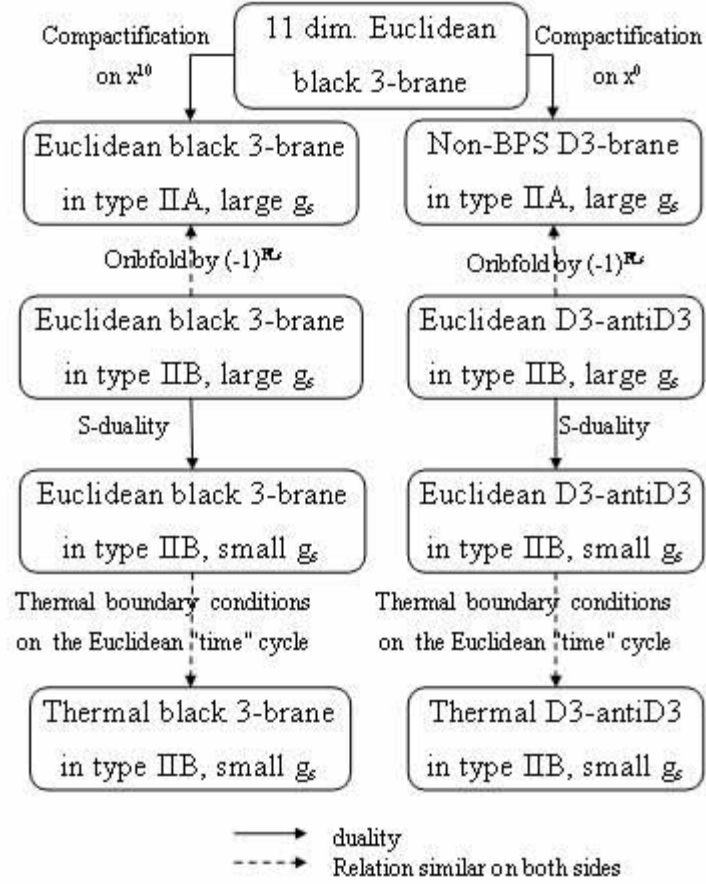 11 dim. Euclidean
black 3-brane
Compactification
on x¹⁰
Compactification
on x⁰
Euclidean black 3-brane
in type IIA, large gₛ
Non-BPS D3-brane
in type IIA, large gₛ
Oribfold by (-1)
Oribfold by (-1)
Euclidean black 3-brane
in type IIB, large gₛ
Euclidean D3-antiD3
in type IIB, large gₛ
S-duality
S-duality
Euclidean black 3-brane
in type IIB, small gₛ
Euclidean D3-antiD3
in type IIB, small gₛ
Thermal boundary conditions
on the Euclidean "time" cycle
Thermal boundary conditions
on the Euclidean "time" cycle
Thermal black 3-brane
in type IIB, small gₛ
Thermal D3-antiD3
in type IIB, small gₛ
duality
Relation similar on both sides